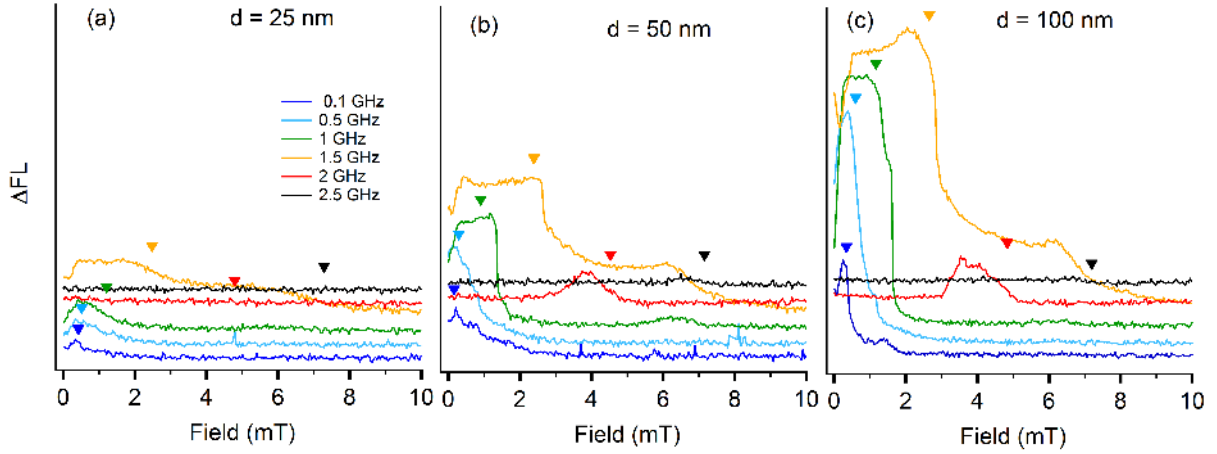 (a) d = 25 nm
(b) d = 50 nm
(c) d = 100 nm
0.1 GHz
0.5 GHz
1 GHz
1.5 GHz
2 GHz
2.5 GHz
ΔFL
0 2 4 6 8 10
0 2 4 6 8 10
0 2 4 6 8 10
Field (mT)
Field (mT)
Field (mT)